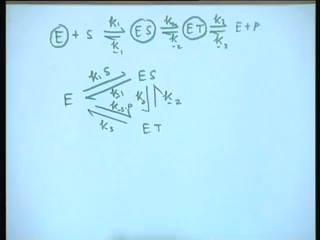 E + S k₁ ⇌ k₋₁ ES k₂ ⇌ k₋₂ ET k₃ ⇌ k₋₃ E+P
k₁S ES
E k₋₁ k₂ k₋₂
k₋₃P
k₃ ET